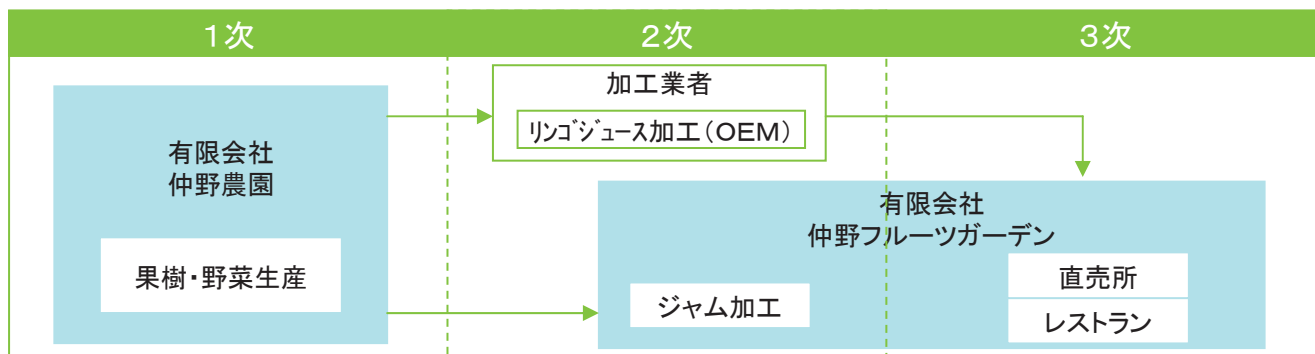 1次
2次
3次
加工業者
リンゴジュース加工(OEM)
有限会社
仲野農園
果樹・野菜生産
有限会社
仲野フルーツガーデン
ジャム加工
直売所
レストラン